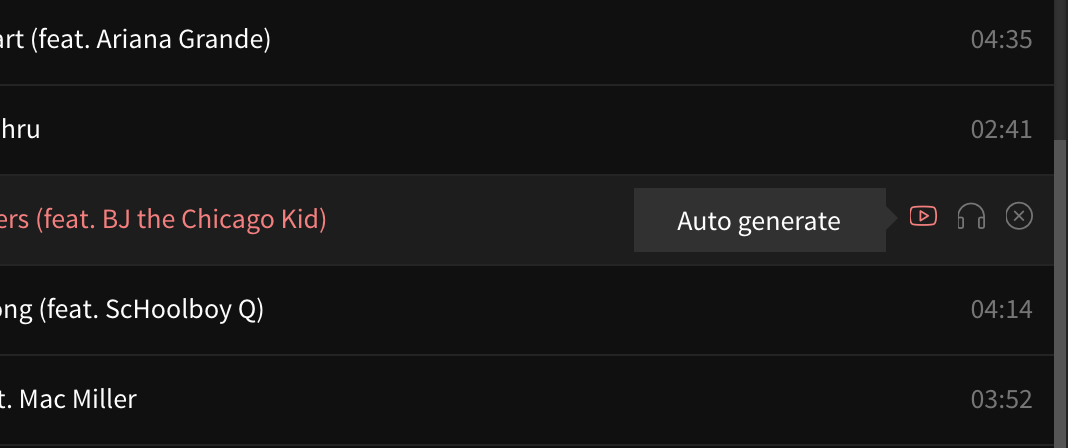 art (feat. Ariana Grande) 04:35
hru 02:41
ers (feat. BJ the Chicago Kid) Auto generate
ong (feat. ScHoolboy Q) 04:14
t. Mac Miller 03:52